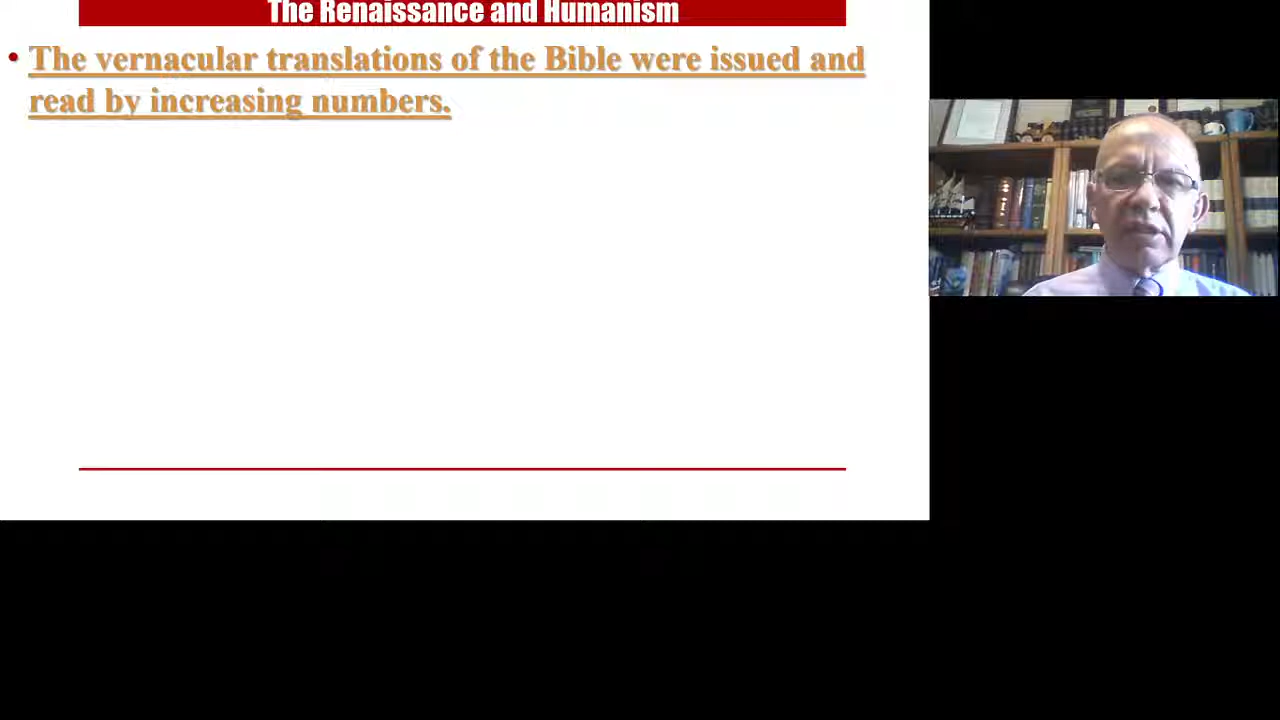 The Renaissance and Humanism
• The vernacular translations of the Bible were issued and
read by increasing numbers.